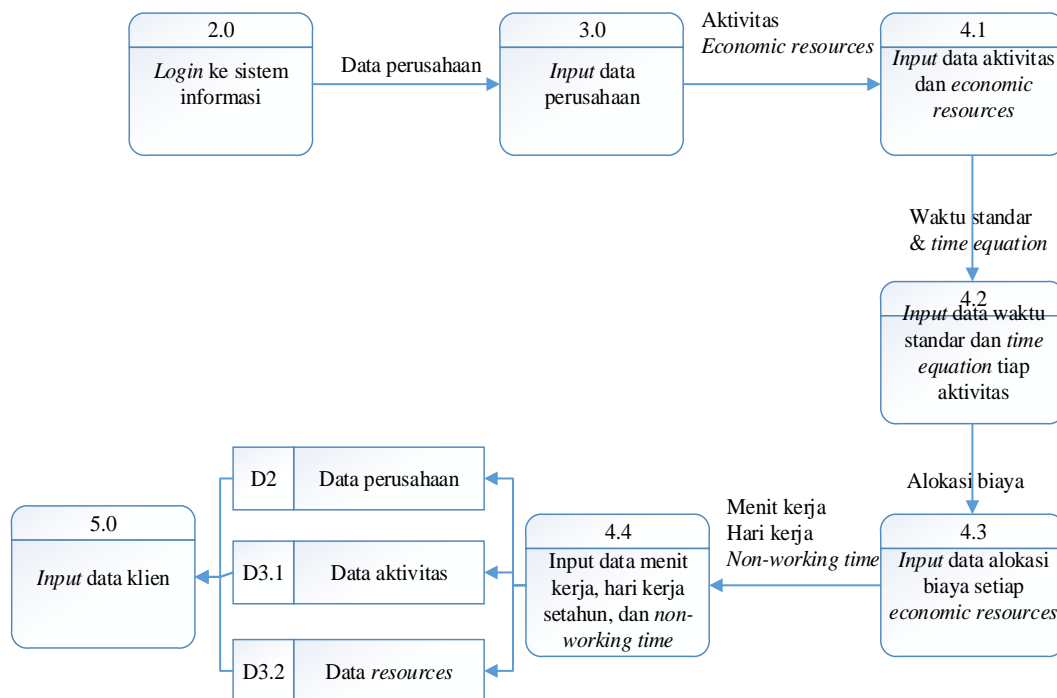 2.0
Login ke sistem
informasi
Data perusahaan
3.0
Input data
perusahaan
Aktivitas
Economic resources
4.1
Input data aktivitas
dan economic
resources
Waktu standar
& time equation
4.2
Input data waktu
standar dan time
equation tiap
aktivitas
Alokasi biaya
4.3
Input data alokasi
biaya setiap
economic resources
Menit kerja
Hari kerja
Non-working time
4.4
Input data menit
kerja, hari kerja
setahun, dan non-
working time
D2
Data perusahaan
D3.1
Data aktivitas
D3.2
Data resources
5.0
Input data klien